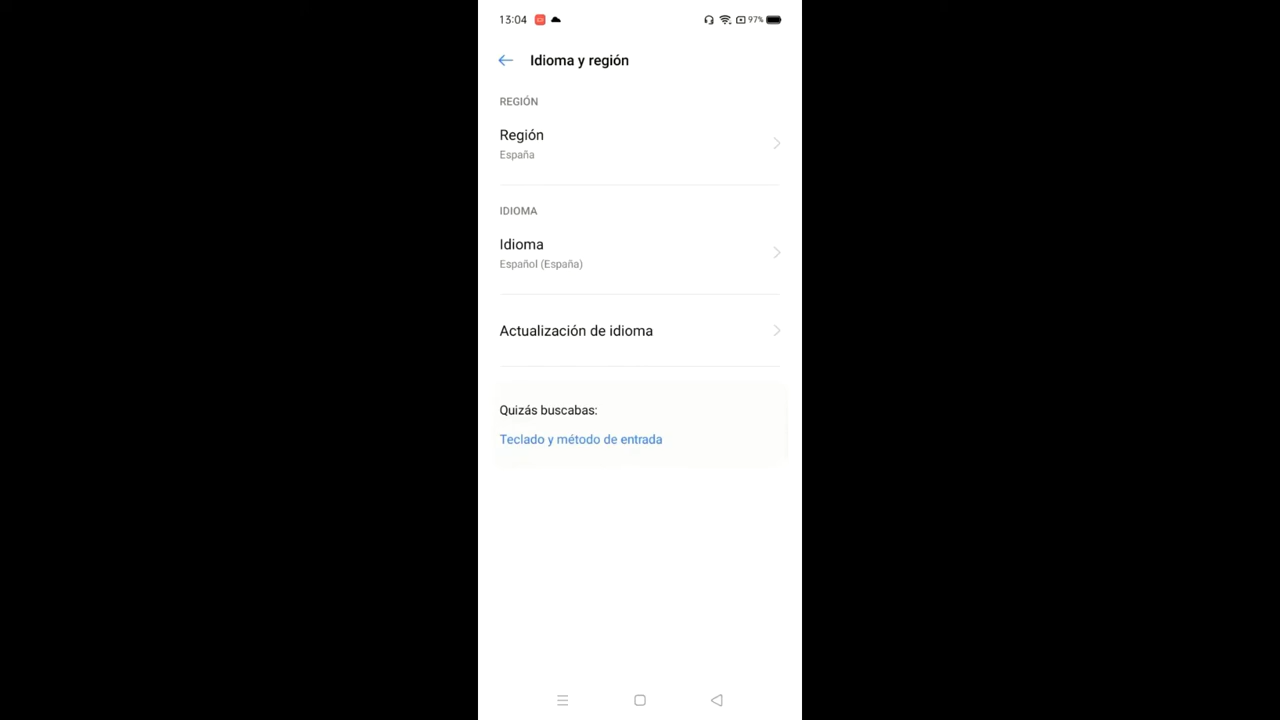 13:04
97%
Idioma y región
REGIÓN
Región
España
IDIOMA
Idioma
Español (España)
Actualización de idioma
Quizás buscabas:
Teclado y método de entrada